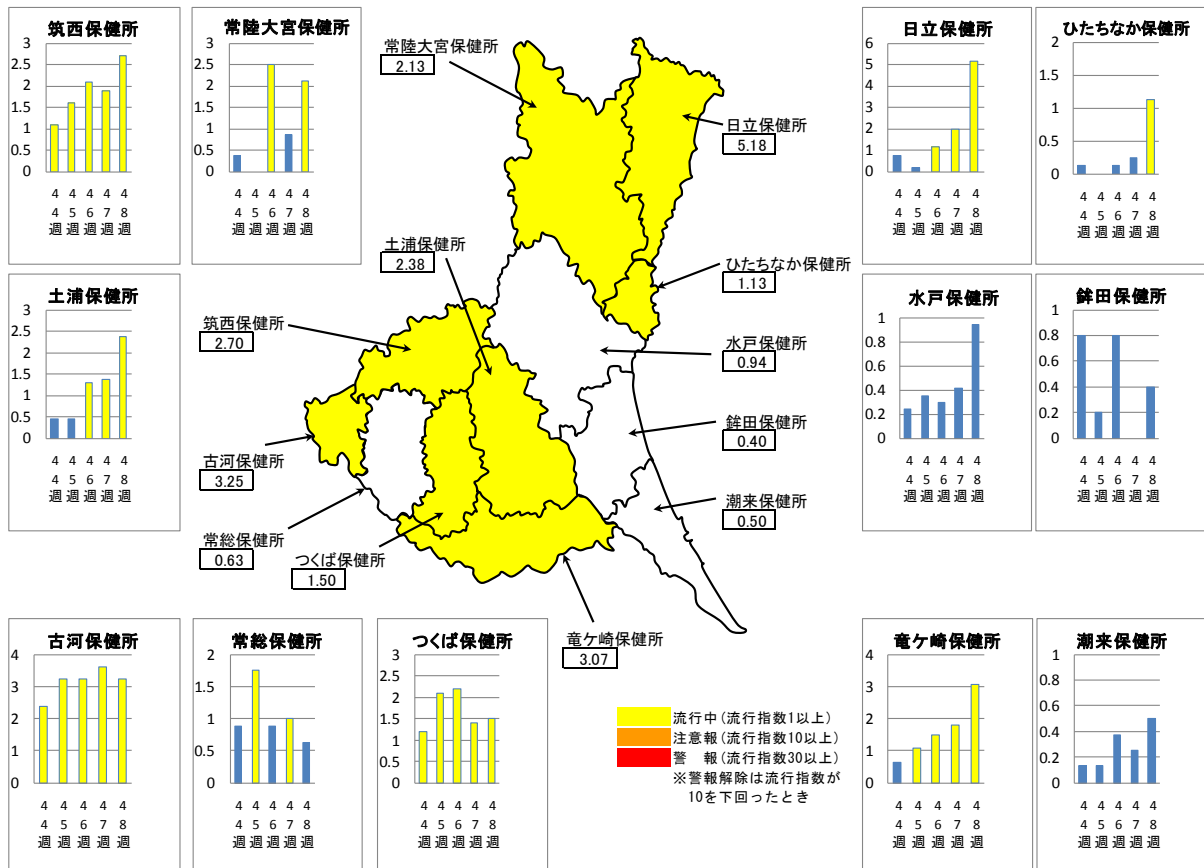 筑西保健所
3
2.5
2
1.5
1
0.5
0
44週
45週
46週
47週
48週
常陸大宮保健所
3
2.5
2
1.5
1
0.5
0
44週
45週
46週
47週
48週
常陸大宮保健所
2.13
日立保健所
5.18
土浦保健所
2.38
ひたちなか保健所
1.13
筑西保健所
2.70
水戸保健所
0.94
古河保健所
3.25
鉾田保健所
0.40
潮来保健所
0.50
常総保健所
0.63
つくば保健所
1.50
竜ケ崎保健所
3.07
日立保健所
6
5
4
3
2
1
0
44週
45週
46週
47週
48週
ひたちなか保健所
2
1.5
1
0.5
0
44週
45週
46週
47週
48週
土浦保健所
3
2.5
2
1.5
1
0.5
0
44週
45週
46週
47週
48週
水戸保健所
1
0.8
0.6
0.4
0.2
0
44週
45週
46週
47週
48週
鉾田保健所
1
0.8
0.6
0.4
0.2
0
44週
45週
46週
47週
48週
古河保健所
4
3
2
1
0
44週
45週
46週
47週
48週
常総保健所
2
1.5
1
0.5
0
44週
45週
46週
47週
48週
つくば保健所
3
2.5
2
1.5
1
0.5
0
44週
45週
46週
47週
48週
流行中（流行指数1以上）
注意報（流行指数10以上）
警　報（流行指数30以上）
※警報解除は流行指数が
10を下回ったとき
竜ケ崎保健所
4
3
2
1
0
44週
45週
46週
47週
48週
潮来保健所
1
0.8
0.6
0.4
0.2
0
44週
45週
46週
47週
48週